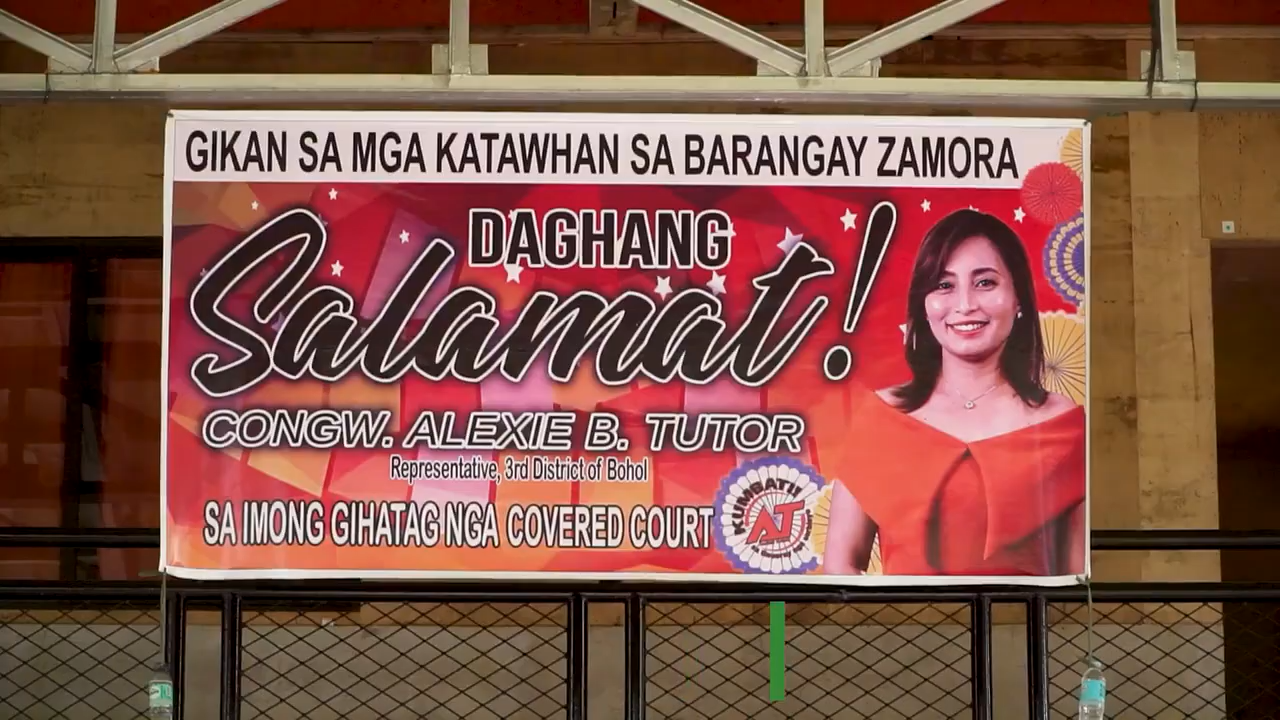 GIKAN SA MGA KATAWHAN SA BARANGAY ZAMORA
DAGHANG
Salamat!
CONGW. ALEXIE B. TUTOR
Representative, 3rd District of Bohol
SA IMONG GIHATAG NGA COVERED COURT
KUMBATI!
AT